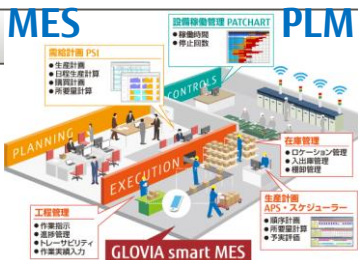 MES
PLM
設備稼働管理 PATCHART
●稼働時間
●停止回数
需給計画 PSI
●生産計画
●日程生産計算
●購買計画
●所要量計算
CONTROLS
PLANNING
EXECUTION
在庫管理
●ロケーション管理
●入出庫管理
●棚卸管理
生産計画
APS・スケジューラー
●順序計画
●所要量計算
●予実評価
工程管理
●作業指示
●進捗管理
●トレーサビリティ
●作業実績入力
GLOVIA smart MES